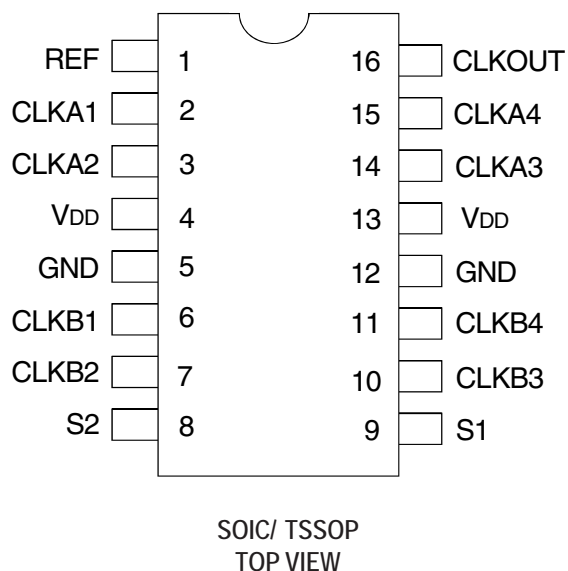 REF 1 16 CLKOUT
CLKA1 2 15 CLKA4
CLKA2 3 14 CLKA3
VDD 4 13 VDD
GND 5 12 GND
CLKB1 6 11 CLKB4
CLKB2 7 10 CLKB3
S2 8 9 S1
SOIC/ TSSOP
TOP VIEW